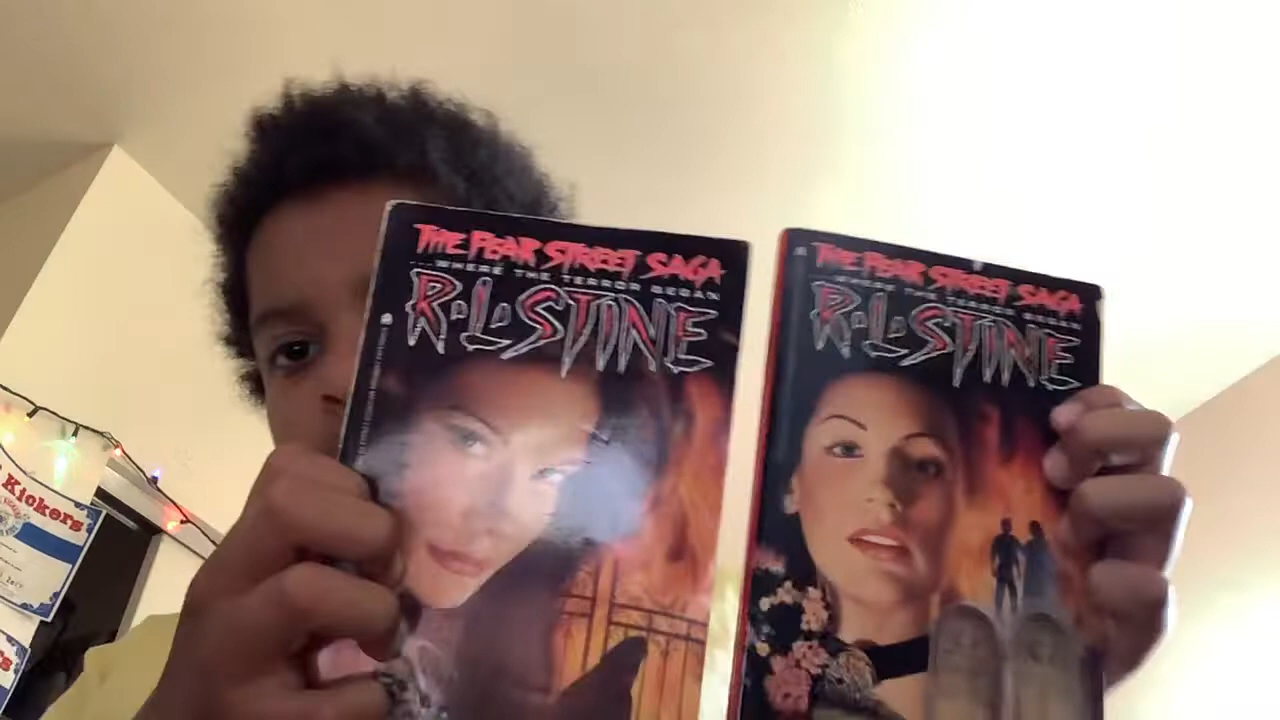 THE FEAR STREET SAGA
...WHERE THE TERROR BEGAN
R·L·STINE
THE FEAR STREET SAGA
...WHERE THE TERROR BEGAN
R·L·STINE
Kickers